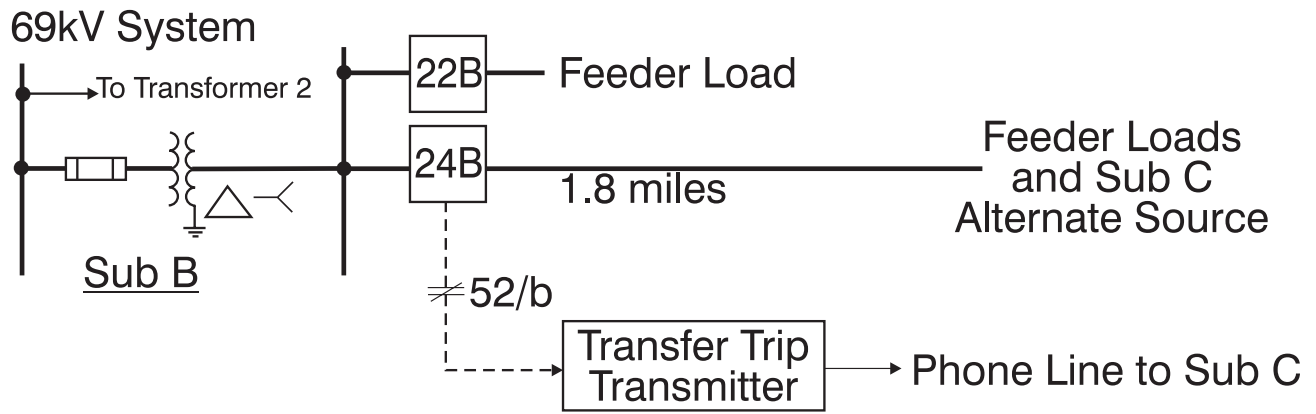 69kV System
To Transformer 2
22B
Feeder Load
24B
1.8 miles
Feeder Loads
and Sub C
Alternate Source
Sub B
52/b
Transfer Trip
Transmitter
Phone Line to Sub C